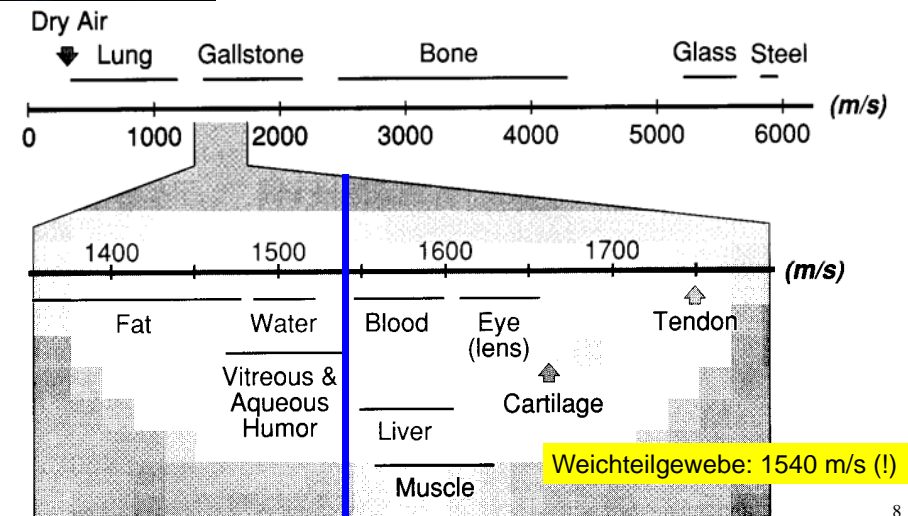 Dry Air
Lung Gallstone Bone Glass Steel
(m/s)
0 1000 2000 3000 4000 5000 6000
1400 1500 1600 1700
(m/s)
Fat Water Blood Eye (lens) Tendon
Vitreous &
Aqueous
Humor
Cartilage
Liver
Weichteilgewebe: 1540 m/s (!)
Muscle
8